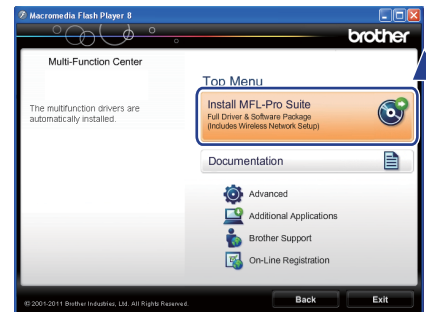 Macromedia Flash Player 8
brother
Multi-Function Center
The multifunction drivers are
automatically installed.
Top Menu
Install MFL-Pro Suite
Full Driver & Software Package
(Includes Wireless Network Setup)
Documentation
Advanced
Additional Applications
Brother Support
On-Line Registration
© 2001-2011 Brother Industries, Ltd. All Rights Reserved.
Back
Exit